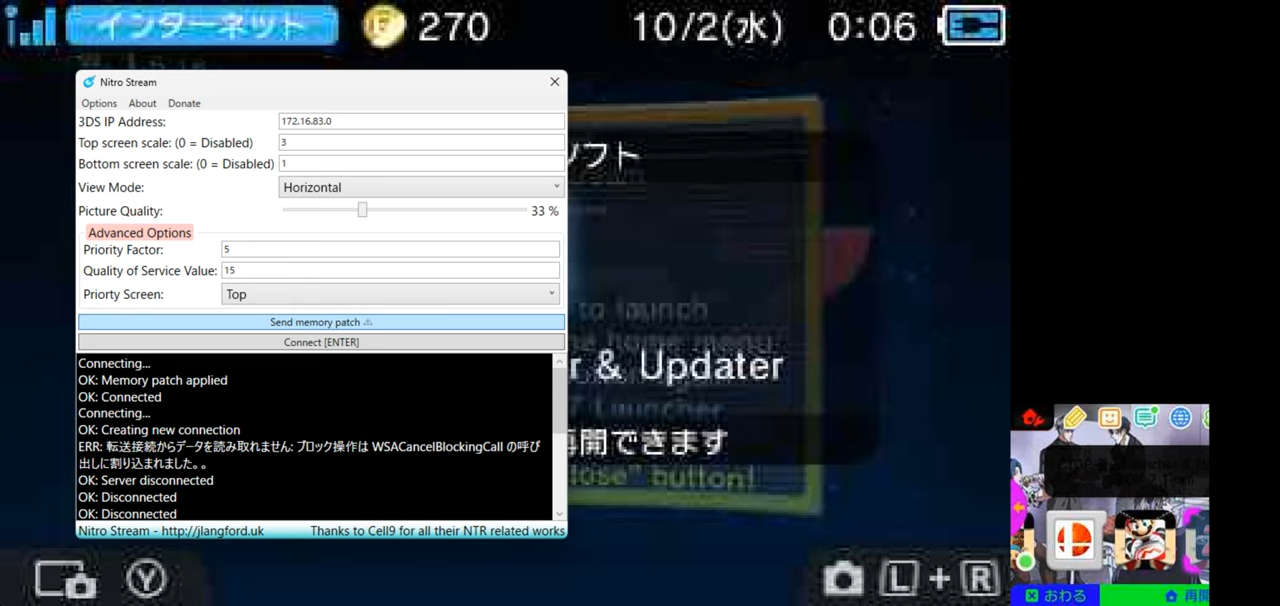 インターネット 270 10/2(水) 0:06
Nitro Stream
Options About Donate
3DS IP Address: 172.16.83.0
Top screen scale: (0 = Disabled) 3
Bottom screen scale: (0 = Disabled) 1
View Mode: Horizontal
Picture Quality: 33 %
Advanced Options
Priority Factor: 5
Quality of Service Value: 15
Priorty Screen: Top
Send memory patch
Connect [ENTER]
Connecting...
OK: Memory patch applied
OK: Connected
Connecting...
OK: Creating new connection
ERR: 転送接続からデータを読み取れません: ブロック操作は WSACancelBlockingCall の呼び
出しに割り込まれました。。
OK: Server disconnected
OK: Disconnected
OK: Disconnected
Nitro Stream - http://jlangford.uk Thanks to Cell9 for all their NTR related works
ソフト
to launch
home menu
r & Updater
Launcher
再開できます
lose" button!
Y L + R
おわる 再開